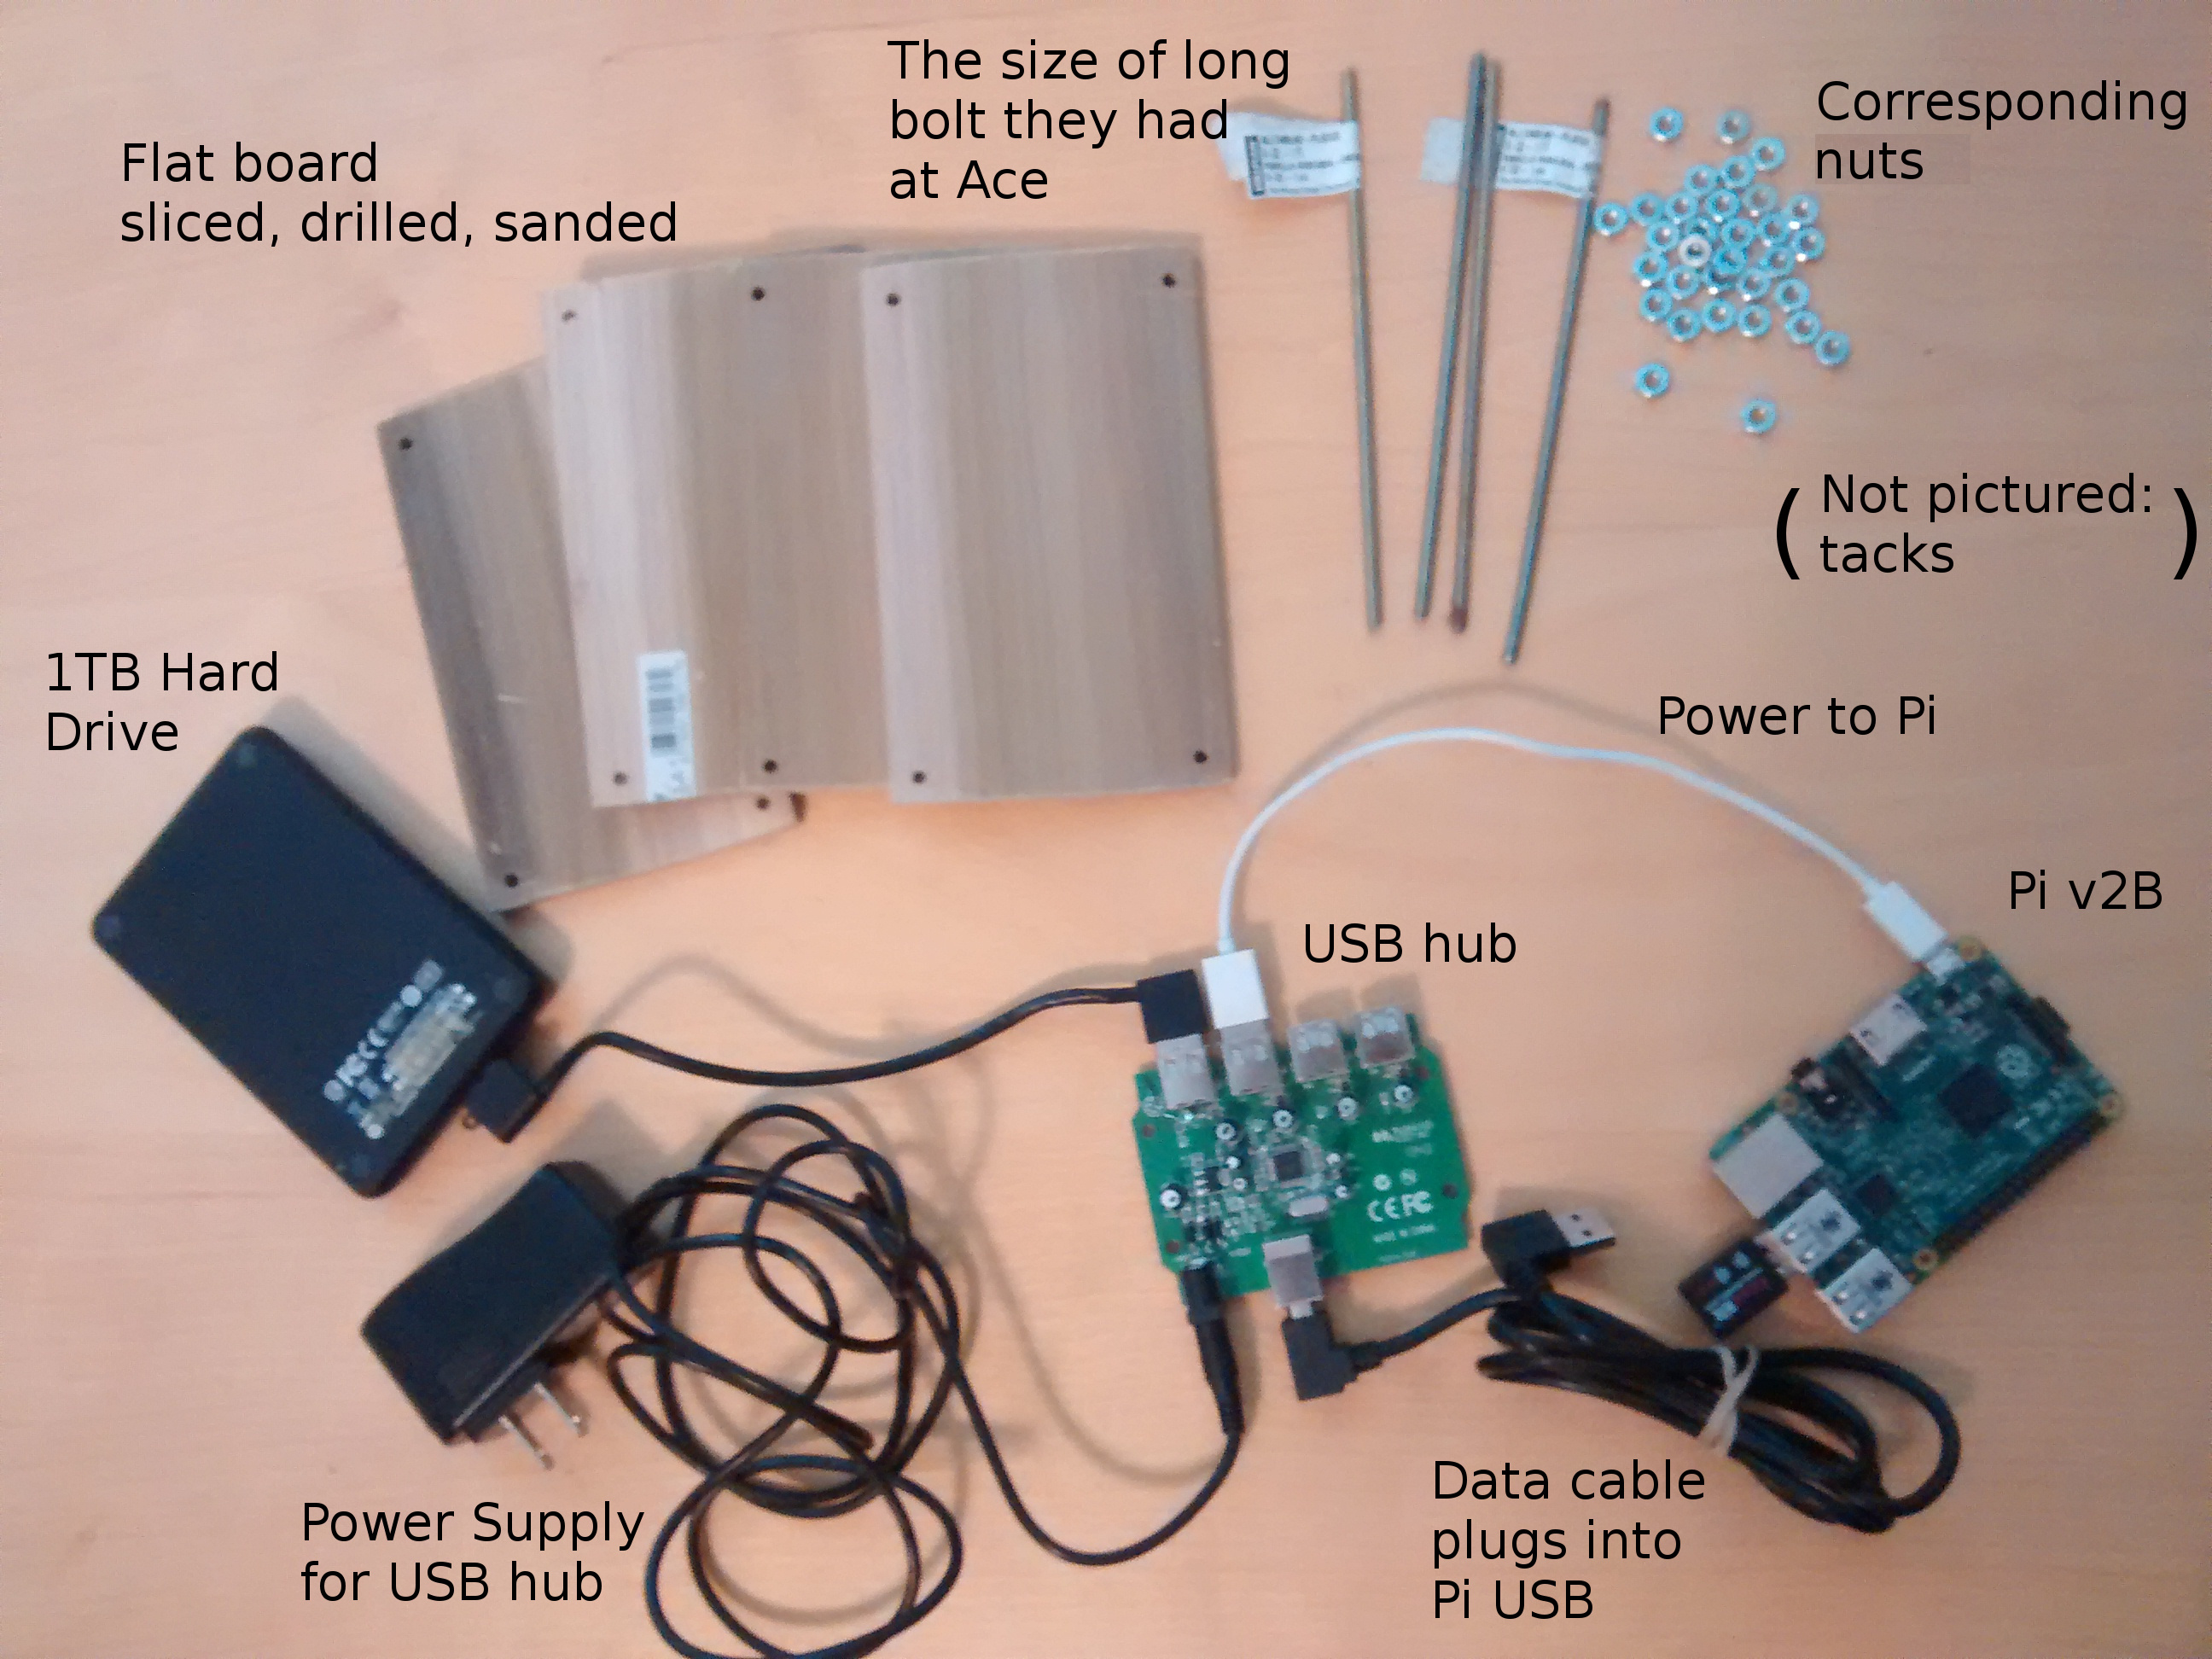 The size of long
bolt they had
at Ace
Corresponding
nuts
Flat board
sliced, drilled, sanded
(Not pictured:
tacks)
1TB Hard
Drive
Power to Pi
Pi v2B
USB hub
CE FC
Data cable
plugs into
Pi USB
Power Supply
for USB hub